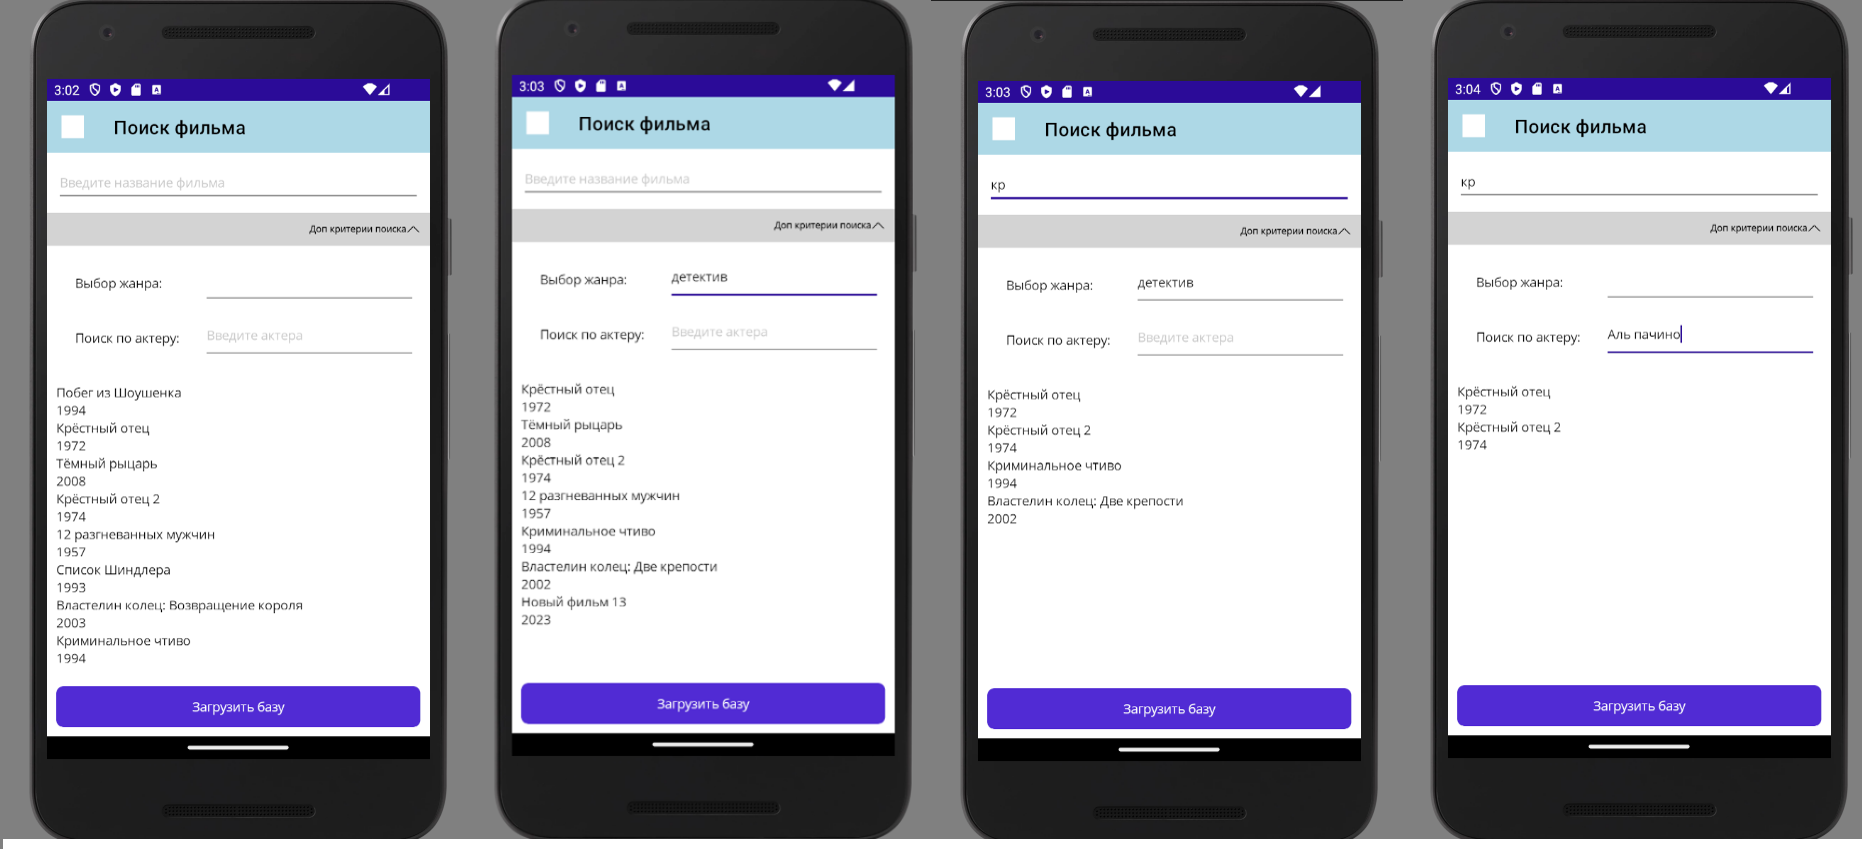 3:02
Поиск фильма
Введите название фильма
Доп критерии поиска
Выбор жанра:
Поиск по актеру: Введите актера
Побег из Шоушенка
1994
Крёстный отец
1972
Тёмный рыцарь
2008
Крёстный отец 2
1974
12 разгневанных мужчин
1957
Список Шиндлера
1993
Властелин колец: Возвращение короля
2003
Криминальное чтиво
1994
Загрузить базу
3:03
Поиск фильма
Введите название фильма
Доп критерии поиска
Выбор жанра: детектив
Поиск по актеру: Введите актера
Крёстный отец
1972
Тёмный рыцарь
2008
Крёстный отец 2
1974
12 разгневанных мужчин
1957
Криминальное чтиво
1994
Властелин колец: Две крепости
2002
Новый фильм 13
2023
Загрузить базу
3:03
Поиск фильма
кр
Доп критерии поиска
Выбор жанра: детектив
Поиск по актеру: Введите актера
Крёстный отец
1972
Крёстный отец 2
1974
Криминальное чтиво
1994
Властелин колец: Две крепости
2002
Загрузить базу
3:04
Поиск фильма
кр
Доп критерии поиска
Выбор жанра:
Поиск по актеру: Аль пачино
Крёстный отец
1972
Крёстный отец 2
1974
Загрузить базу